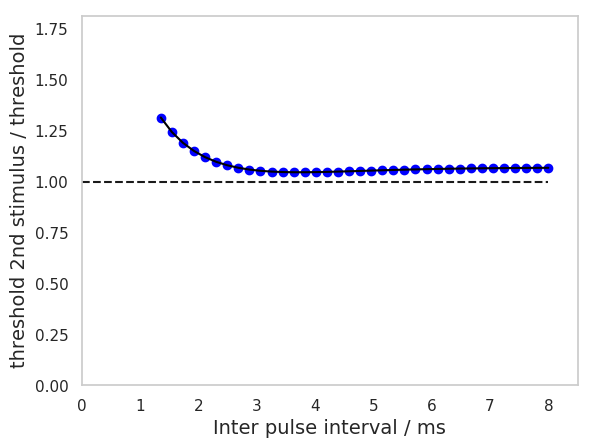 threshold 2nd stimulus / threshold
1.75
1.50
1.25
1.00
0.75
0.50
0.25
0.00
0 1 2 3 4 5 6 7 8
Inter pulse interval / ms